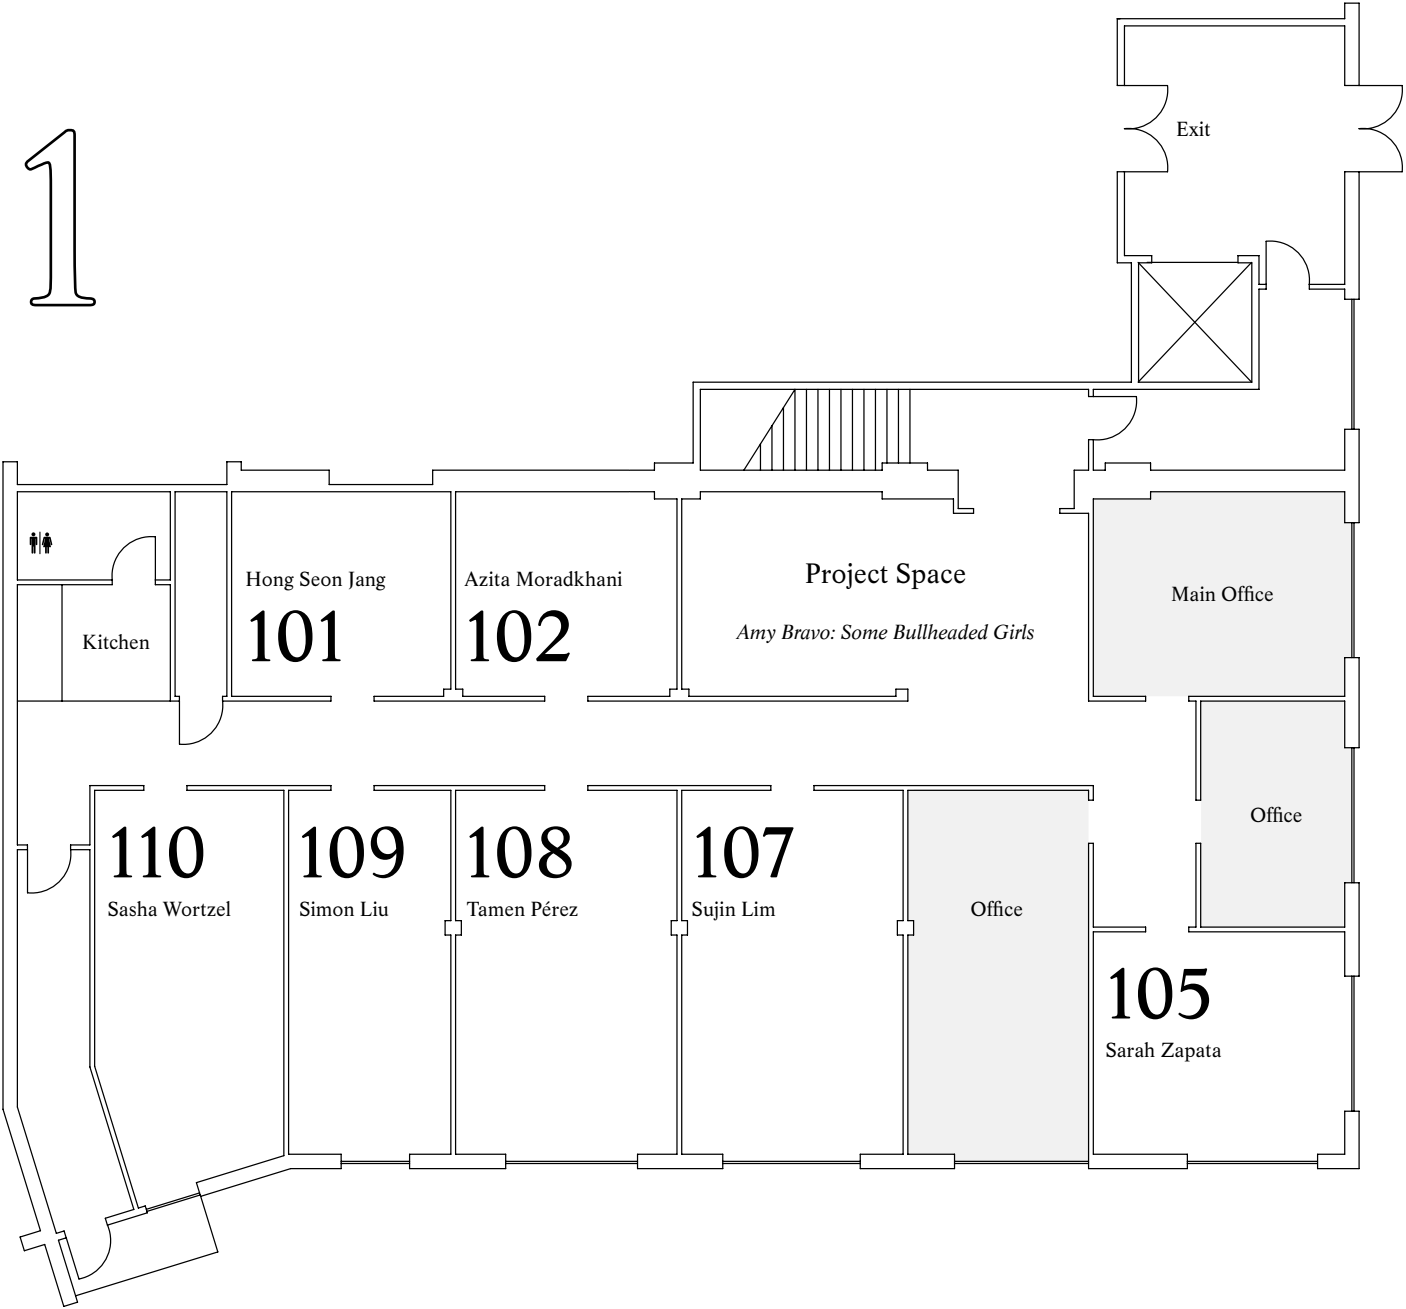 1
Exit
Hong Seon Jang
101
Azita Moradkhani
102
Project Space
Amy Bravo: Some Bullheaded Girls
Main Office
Kitchen
Office
110
Sasha Wortzel
109
Simon Liu
108
Tamen Pérez
107
Sujin Lim
Office
105
Sarah Zapata